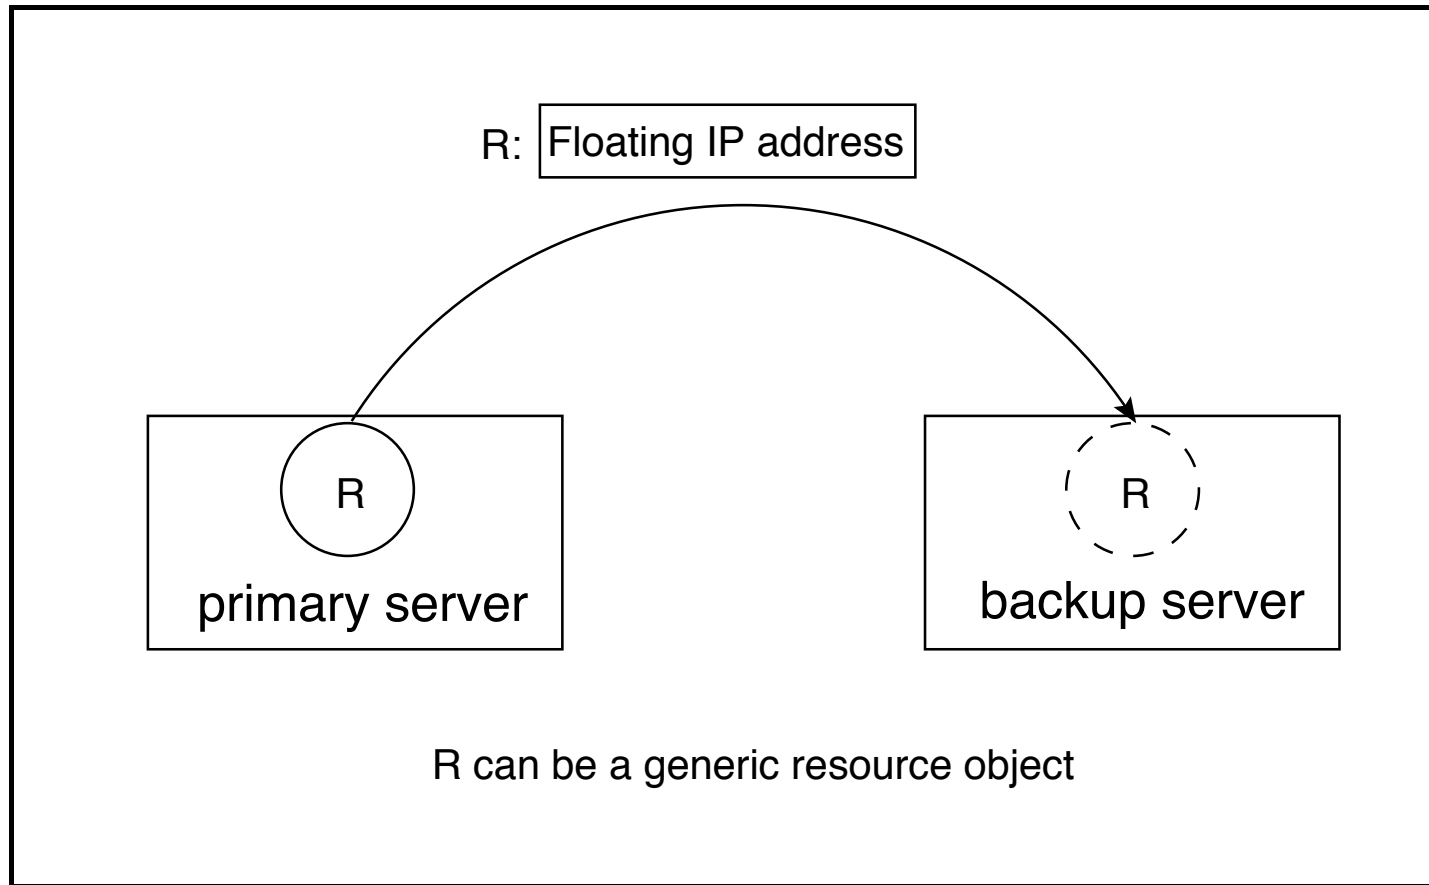 R: Floating IP address
R
R
primary server
backup server
R can be a generic resource object